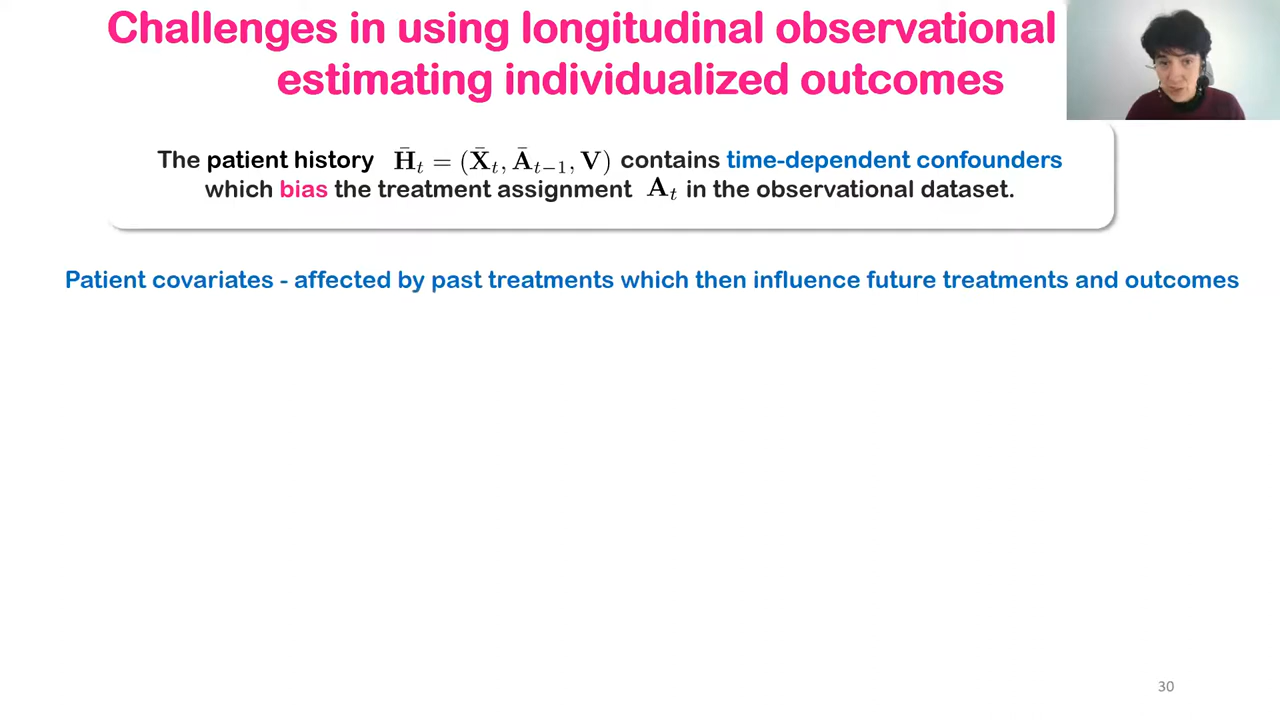 Challenges in using longitudinal observational
estimating individualized outcomes
The patient history H̄ₜ = (X̄ₜ, Āₜ₋₁, V) contains time-dependent confounders
which bias the treatment assignment Aₜ in the observational dataset.
Patient covariates - affected by past treatments which then influence future treatments and outcomes
30